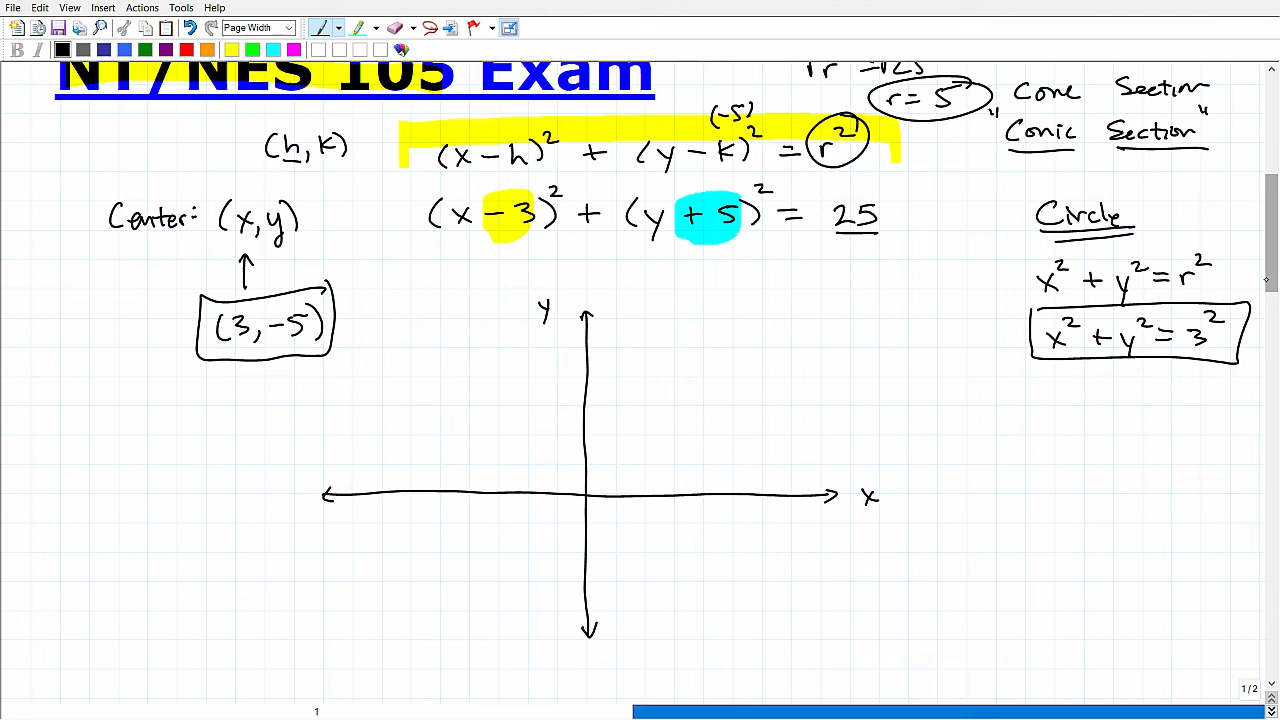 File Edit View Insert Actions Tools Help
Page Width
B I
NT/NES 105 Exam
r = 5
Cone Section
"Conic Section"
(-5)
(h, k) (x - h)² + (y - k)² = r²
Center: (x, y) (x - 3)² + (y + 5)² = 25
Circle
x² + y² = r²
(3, -5)
x² + y² = 3²
y
x
1/2
1